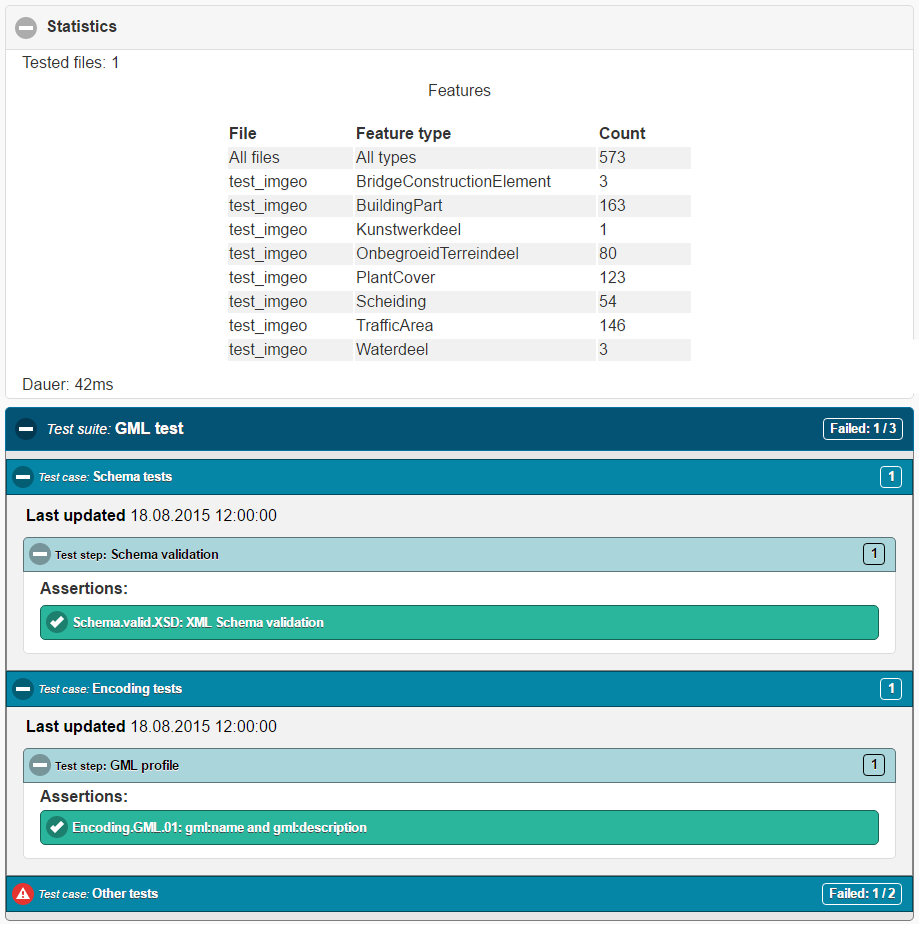 Statistics
Tested files: 1
Features
File Feature type Count
All files All types 573
test_imgeo BridgeConstructionElement 3
test_imgeo BuildingPart 163
test_imgeo Kunstwerkdeel 1
test_imgeo OnbegroeidTerreindeel 80
test_imgeo PlantCover 123
test_imgeo Scheiding 54
test_imgeo TrafficArea 146
test_imgeo Waterdeel 3
Dauer: 42ms
Test suite: GML test Failed: 1 / 3
Test case: Schema tests 1
Last updated 18.08.2015 12:00:00
Test step: Schema validation 1
Assertions:
Schema.valid.XSD: XML Schema validation
Test case: Encoding tests 1
Last updated 18.08.2015 12:00:00
Test step: GML profile 1
Assertions:
Encoding.GML.01: gml:name and gml:description
Test case: Other tests Failed: 1 / 2